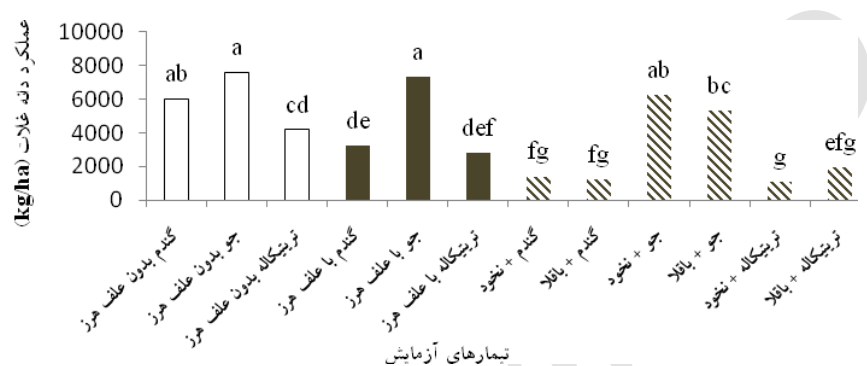 عملکرد دانه غلات (kg/ha)
10000
8000
6000
4000
2000
0
ab
a
cd
de
a
def
fg
fg
ab
bc
g
efg
گندم بدون علف هرز
جو بدون علف هرز
تریتیکاله بدون علف هرز
گندم با علف هرز
جو با علف هرز
تریتیکاله با علف هرز
گندم + نخود
گندم + باقلا
جو + نخود
جو + باقلا
تریتیکاله + نخود
تریتیکاله + باقلا
تیمارهای آزمایش